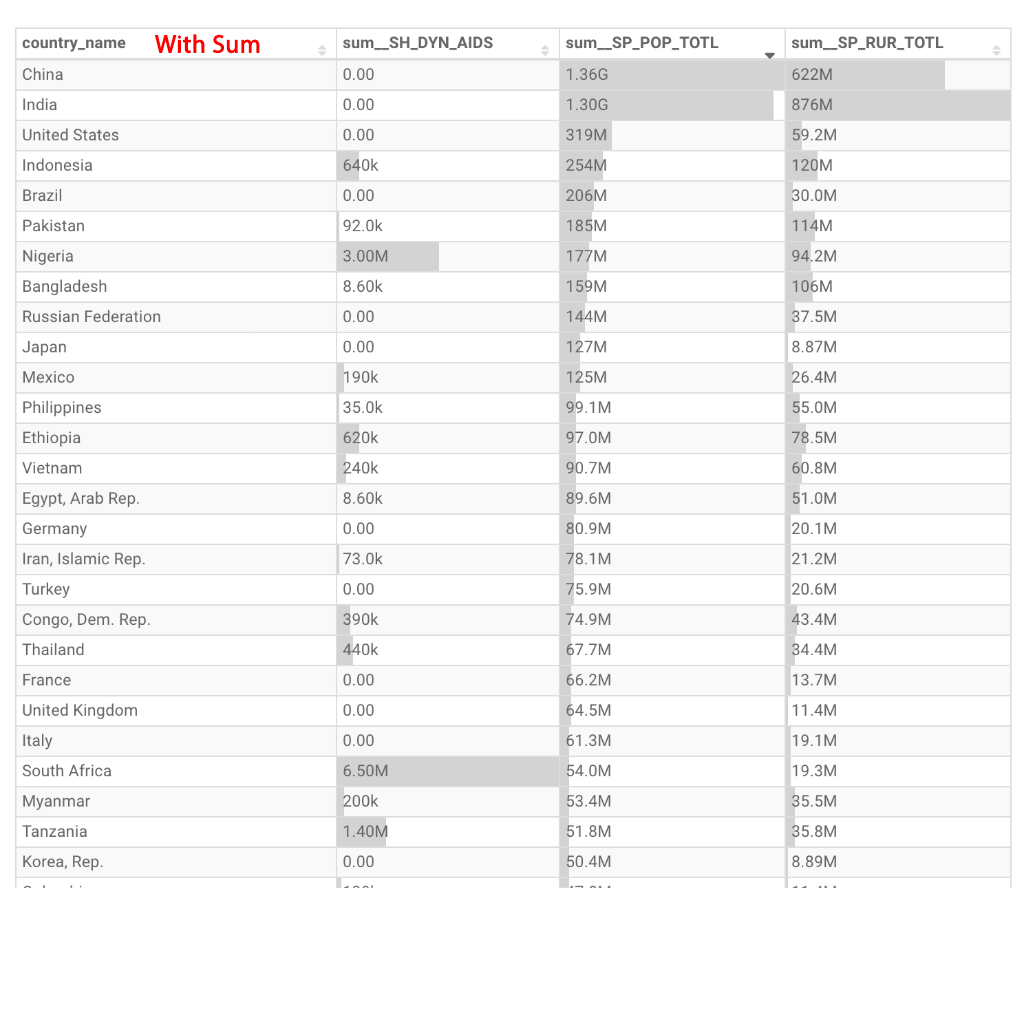 country_name With Sum sum__SH_DYN_AIDS sum__SP_POP_TOTL sum__SP_RUR_TOTL
China 0.00 1.36G 622M
India 0.00 1.30G 876M
United States 0.00 319M 59.2M
Indonesia 640k 254M 120M
Brazil 0.00 206M 30.0M
Pakistan 92.0k 185M 114M
Nigeria 3.00M 177M 94.2M
Bangladesh 8.60k 159M 106M
Russian Federation 0.00 144M 37.5M
Japan 0.00 127M 8.87M
Mexico 190k 125M 26.4M
Philippines 35.0k 99.1M 55.0M
Ethiopia 620k 97.0M 78.5M
Vietnam 240k 90.7M 60.8M
Egypt, Arab Rep. 8.60k 89.6M 51.0M
Germany 0.00 80.9M 20.1M
Iran, Islamic Rep. 73.0k 78.1M 21.2M
Turkey 0.00 75.9M 20.6M
Congo, Dem. Rep. 390k 74.9M 43.4M
Thailand 440k 67.7M 34.4M
France 0.00 66.2M 13.7M
United Kingdom 0.00 64.5M 11.4M
Italy 0.00 61.3M 19.1M
South Africa 6.50M 54.0M 19.3M
Myanmar 200k 53.4M 35.5M
Tanzania 1.40M 51.8M 35.8M
Korea, Rep. 0.00 50.4M 8.89M